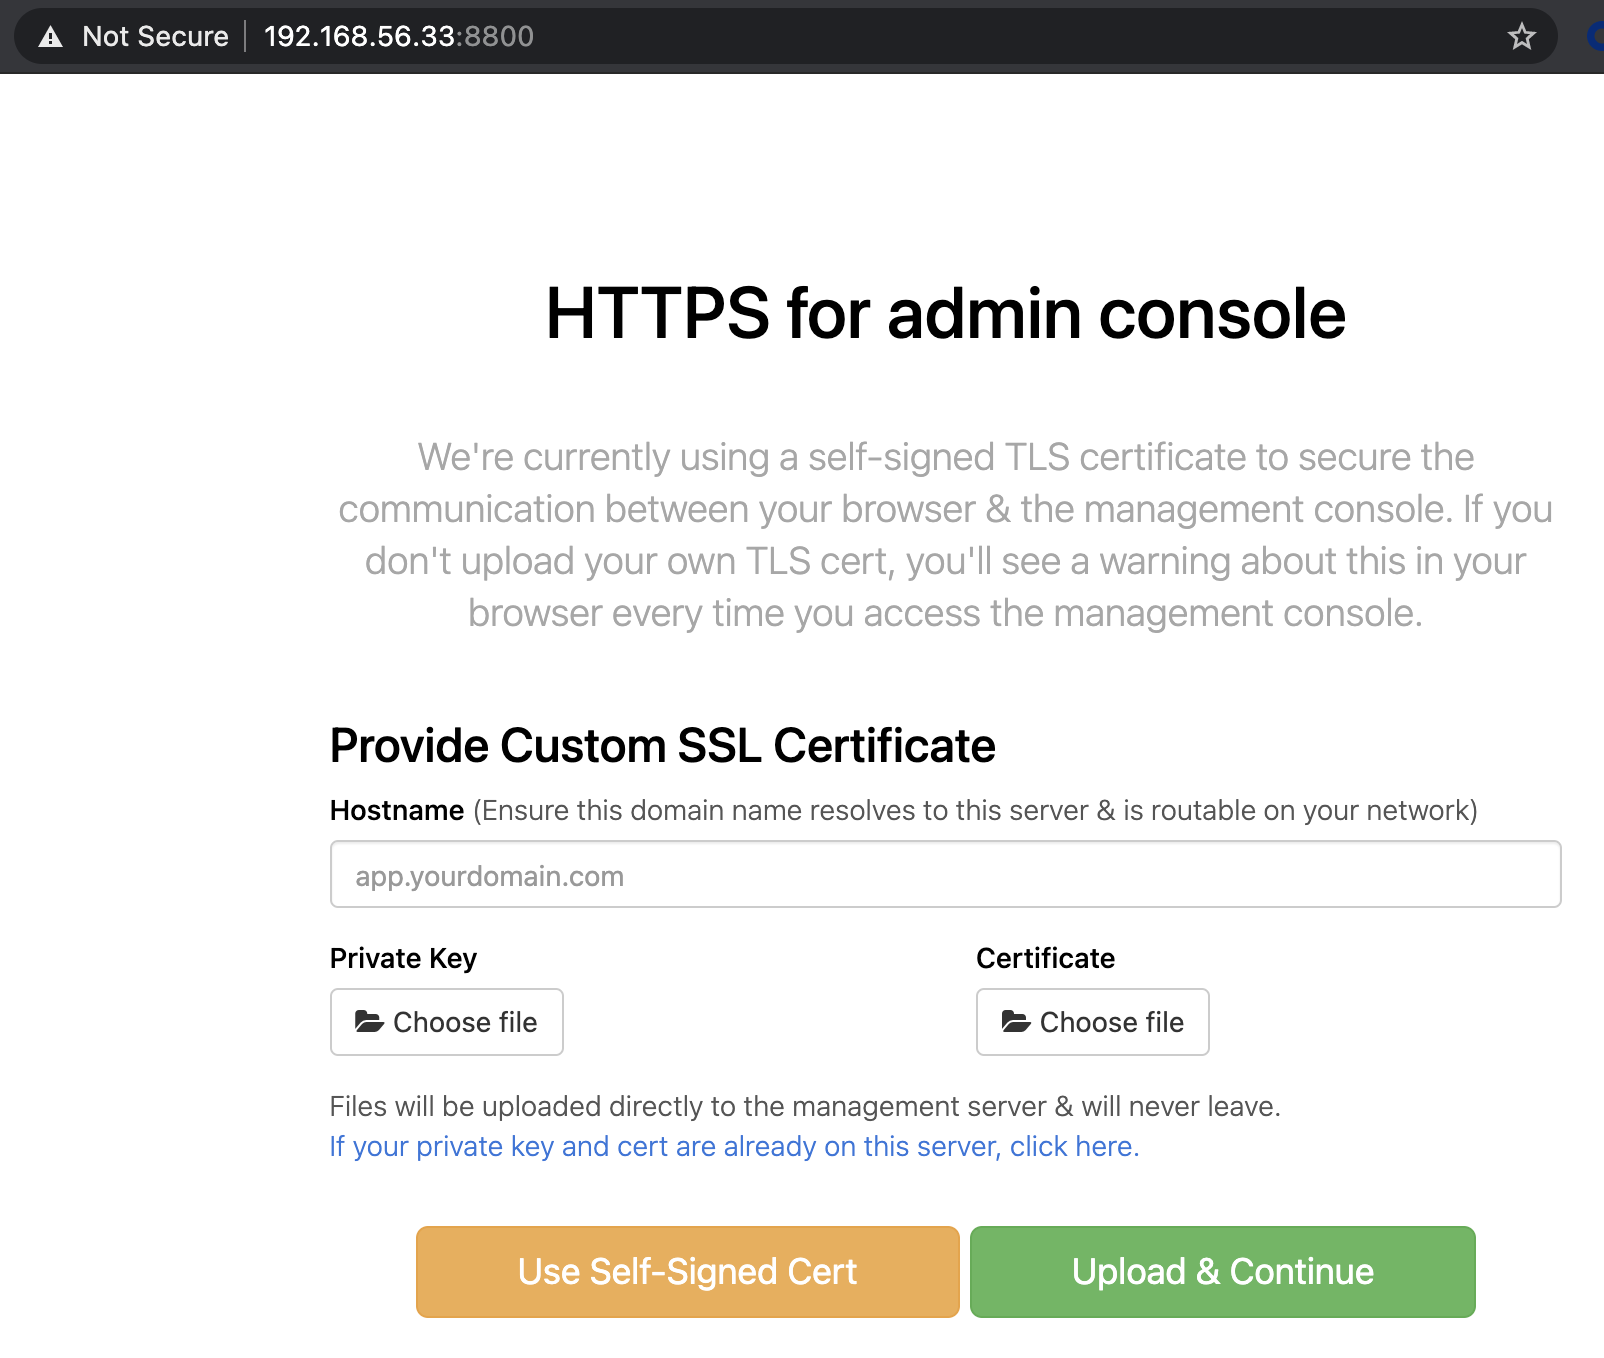 Not Secure | 192.168.56.33:8800
HTTPS for admin console
We're currently using a self-signed TLS certificate to secure the
communication between your browser & the management console. If you
don't upload your own TLS cert, you'll see a warning about this in your
browser every time you access the management console.
Provide Custom SSL Certificate
Hostname (Ensure this domain name resolves to this server & is routable on your network)
app.yourdomain.com
Private Key
Certificate
Choose file
Choose file
Files will be uploaded directly to the management server & will never leave.
If your private key and cert are already on this server, click here.
Use Self-Signed Cert
Upload & Continue